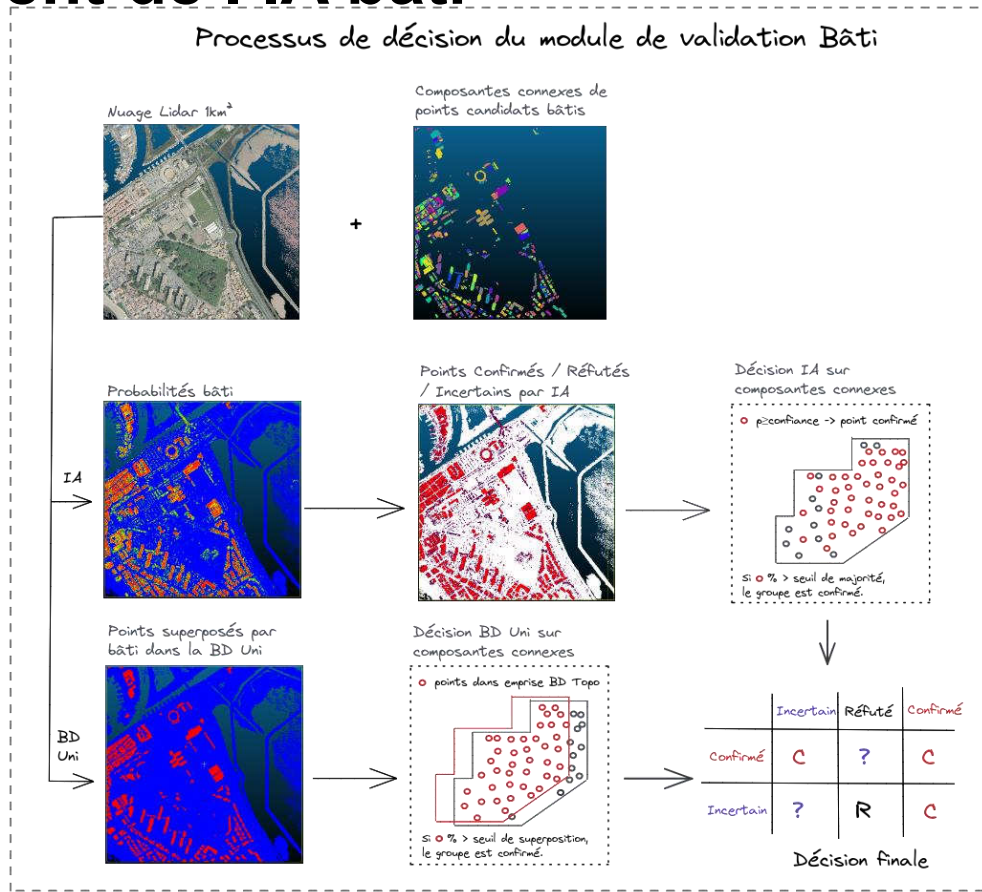 Processus de décision du module de validation Bâti
Nuage Lidar 1km²
Composantes connexes de
points candidats bâtis
+
Probabilités bâti
Points Confirmés / Réfutés
/ Incertains par IA
Décision IA sur
composantes connexes
p≥confiance -> point confirmé
IA
Si o % > seuil de majorité,
le groupe est confirmé.
Points superposés par
bâti dans la BD Uni
Décision BD Uni sur
composantes connexes
points dans emprise BD Topo
BD
Uni
Si o % > seuil de superposition,
le groupe est confirmé.
Incertain Réfuté Confirmé
Confirmé C ? C
Incertain ? R C
Décision finale